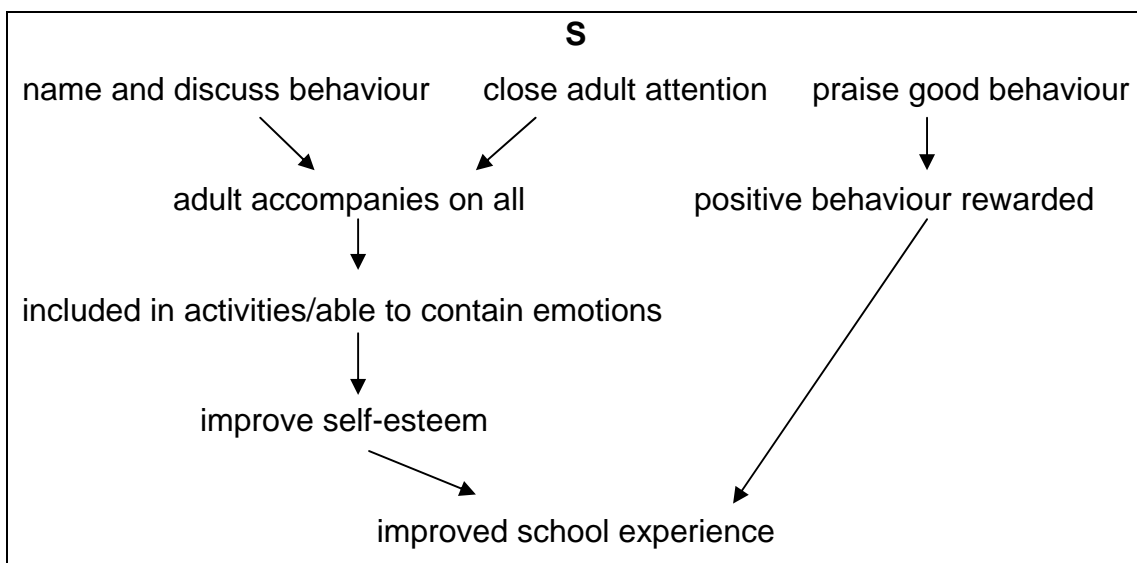 S
name and discuss behaviour close adult attention praise good behaviour
adult accompanies on all positive behaviour rewarded
included in activities/able to contain emotions
improve self-esteem
improved school experience